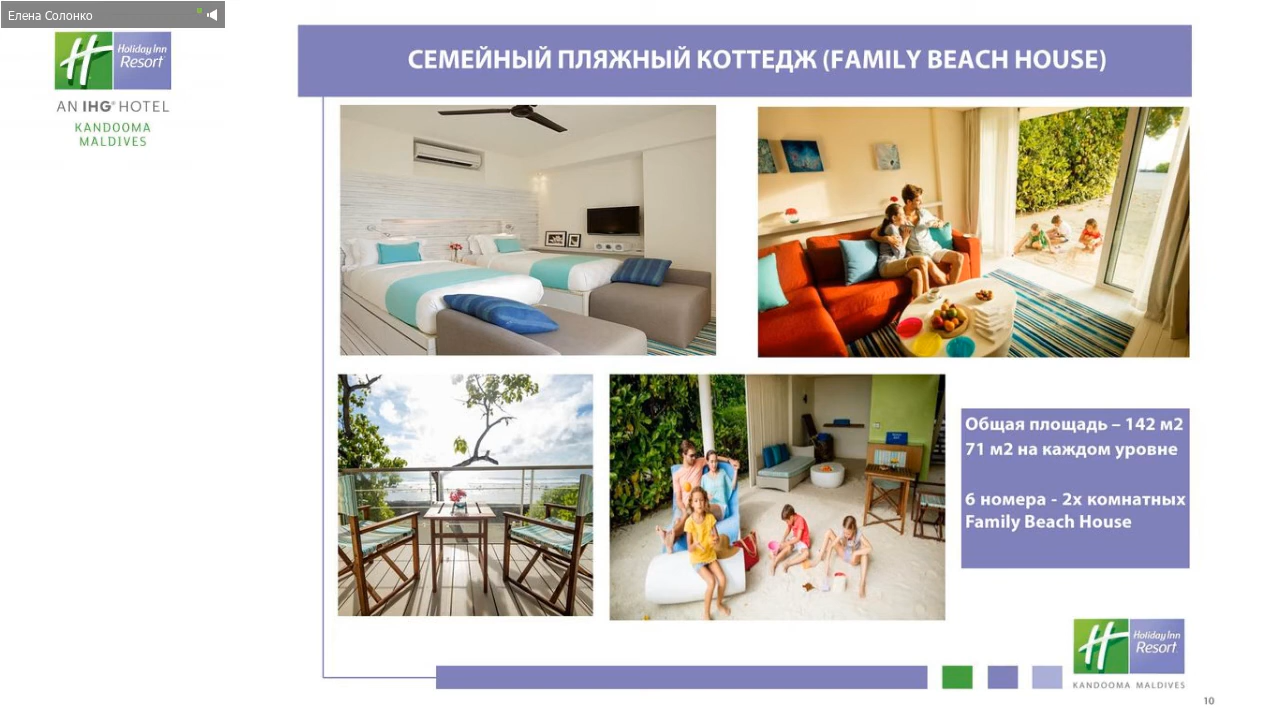 Елена Солонко
Holiday Inn
Resort
AN IHG® HOTEL
KANDOOMA
MALDIVES
СЕМЕЙНЫЙ ПЛЯЖНЫЙ КОТТЕДЖ (FAMILY BEACH HOUSE)
Общая площадь – 142 м2
71 м2 на каждом уровне
6 номера - 2х комнатных
Family Beach House
Holiday Inn
Resort
KANDOOMA MALDIVES
10